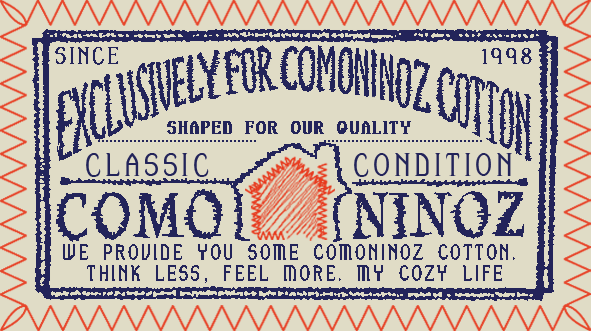 SINCE 1998
EXCLUSIVELY FOR COMONINOZ COTTON
SHAPED FOR OUR QUALITY
CLASSIC CONDITION
COMO NINOZ
WE PROVIDE YOU SOME COMONINOZ COTTON.
THINK LESS, FEEL MORE. MY COZY LIFE